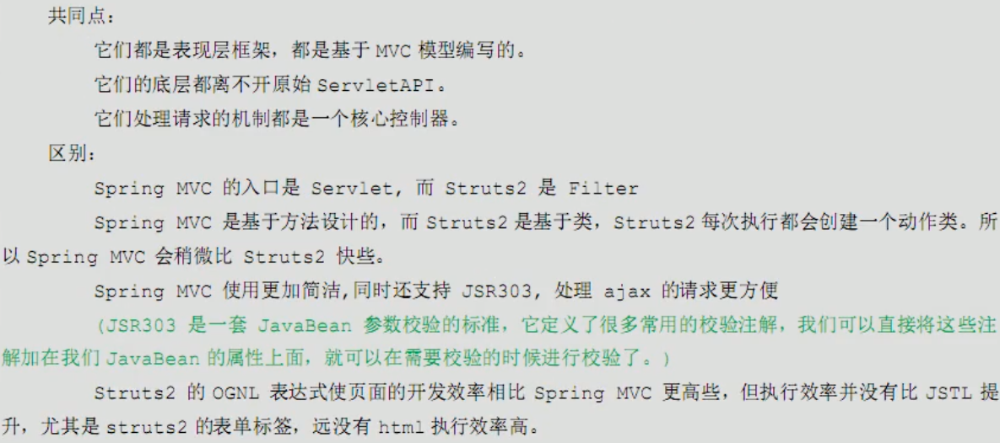 共同点：
它们都是表现层框架，都是基于 MVC 模型编写的。
它们的底层都离不开原始 ServletAPI。
它们处理请求的机制都是一个核心控制器。
区别：
Spring MVC 的入口是 Servlet, 而 Struts2 是 Filter
Spring MVC 是基于方法设计的，而 Struts2 是基于类，Struts2 每次执行都会创建一个动作类。所
以 Spring MVC 会稍微比 Struts2 快些。
Spring MVC 使用更加简洁,同时还支持 JSR303, 处理 ajax 的请求更方便
(JSR303 是一套 JavaBean 参数校验的标准，它定义了很多常用的校验注解，我们可以直接将这些注
解加在我们 JavaBean 的属性上面，就可以在需要校验的时候进行校验了。)
Struts2 的 OGNL 表达式使页面的开发效率相比 Spring MVC 更高些，但执行效率并没有比 JSTL 提
升，尤其是 struts2 的表单标签，远没有 html 执行效率高。